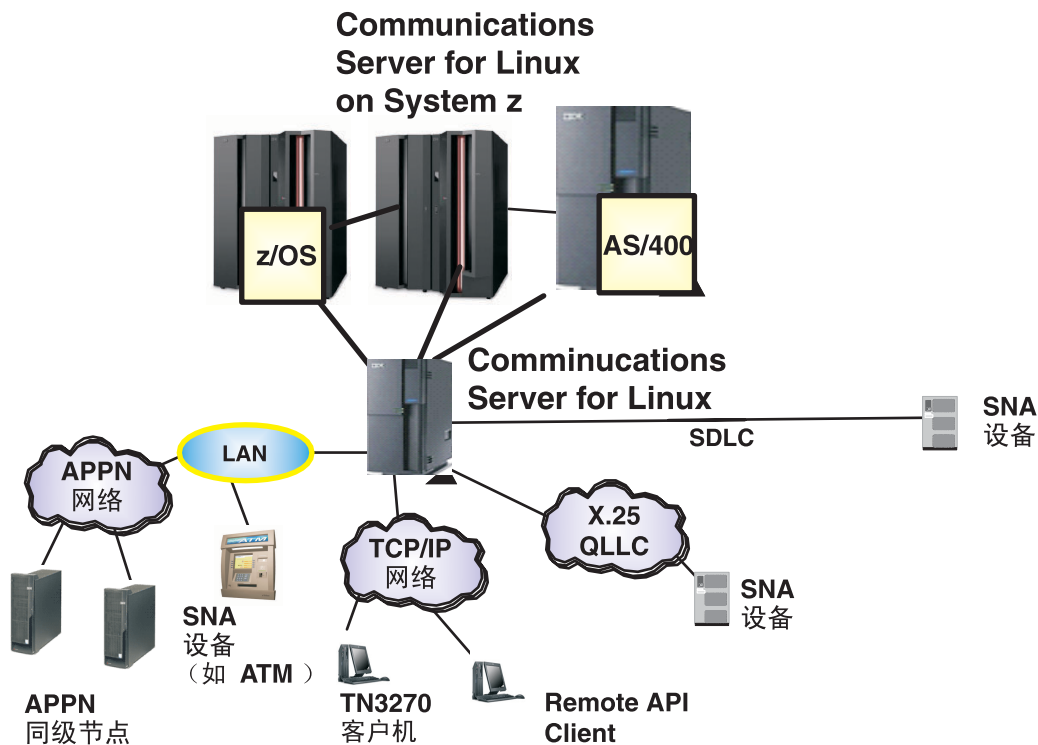 Communications
Server for Linux
on System z
z/OS
AS/400
Comminucations
Server for Linux
SDLC
SNA
设备
LAN
APPN
网络
X.25
QLLC
TCP/IP
网络
ATM
SNA
设备
SNA
设备
（如 ATM ）
APPN
同级节点
TN3270
客户机
Remote API
Client